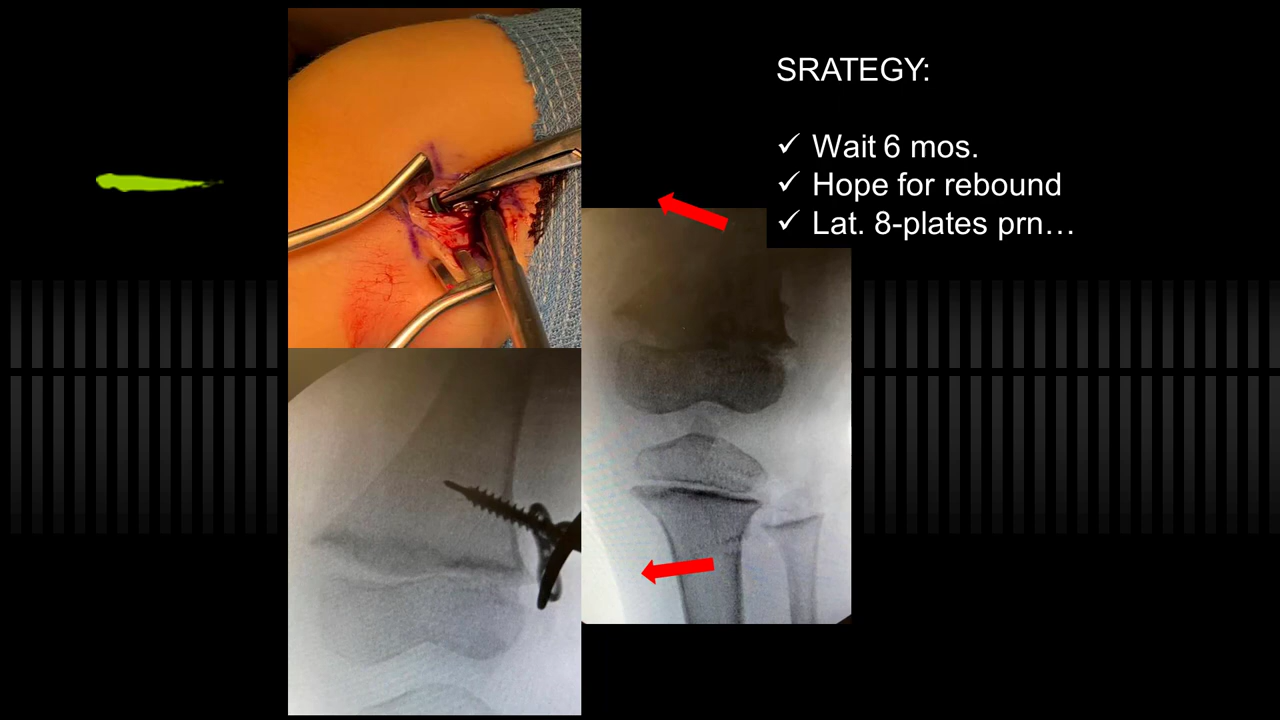 SRATEGY:
✓ Wait 6 mos.
✓ Hope for rebound
✓ Lat. 8-plates prn…